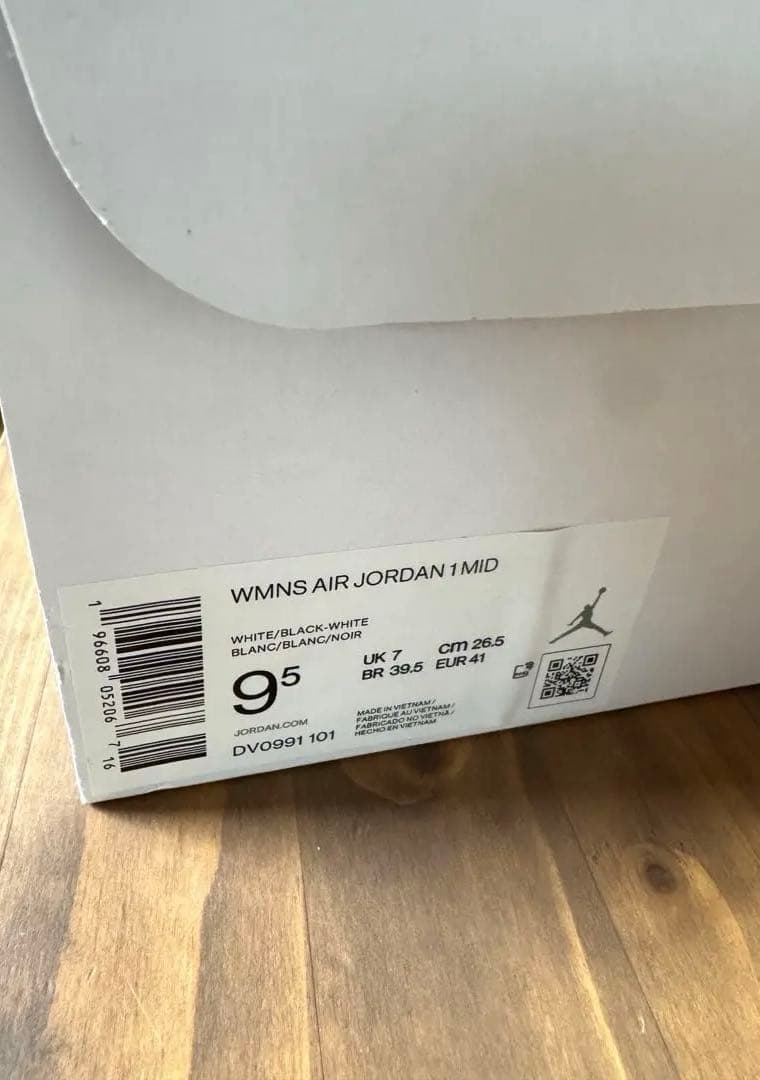 WMNS AIR JORDAN 1 MID
WHITE/BLACK-WHITE
BLANC/BLANC/NOIR
9⁵
UK 7
cm 26.5
BR 39.5
EUR 41
JORDAN.COM
DV0991 101
MADE IN VIETNAM /
FABRIQUE AU VIETNAM /
FABRICADO NO VIETNÃ /
HECHO EN VIETNAM
1 96608 05206 7 16